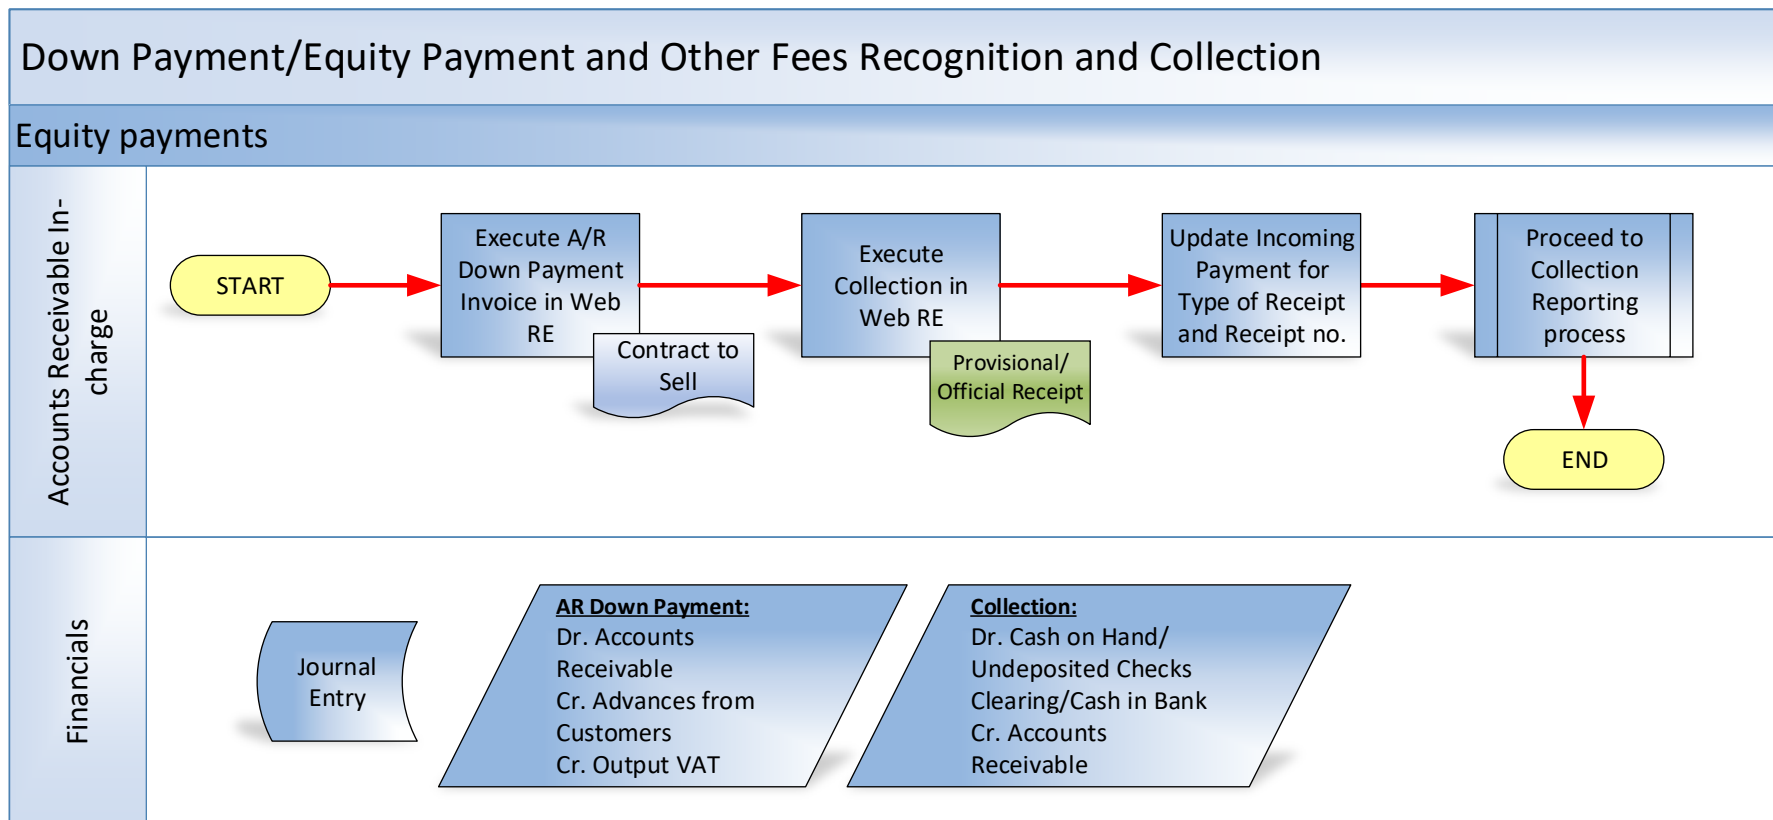 Down Payment/Equity Payment and Other Fees Recognition and Collection
Equity payments
Accounts Receivable In-
charge
START
Execute A/R
Down Payment
Invoice in Web
RE
Contract to
Sell
Execute
Collection in
Web RE
Provisional/
Official Receipt
Update Incoming
Payment for
Type of Receipt
and Receipt no.
Proceed to
Collection
Reporting
process
END
Financials
Journal
Entry
AR Down Payment:
Dr. Accounts
Receivable
Cr. Advances from
Customers
Cr. Output VAT
Collection:
Dr. Cash on Hand/
Undeposited Checks
Clearing/Cash in Bank
Cr. Accounts
Receivable